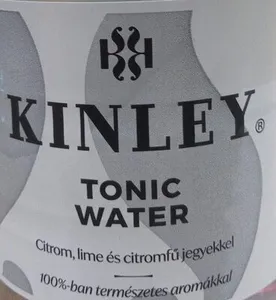 KINLEY®
TONIC
WATER
Citrom, lime és citromfű jegyekkel
100%-ban természetes aromákkal